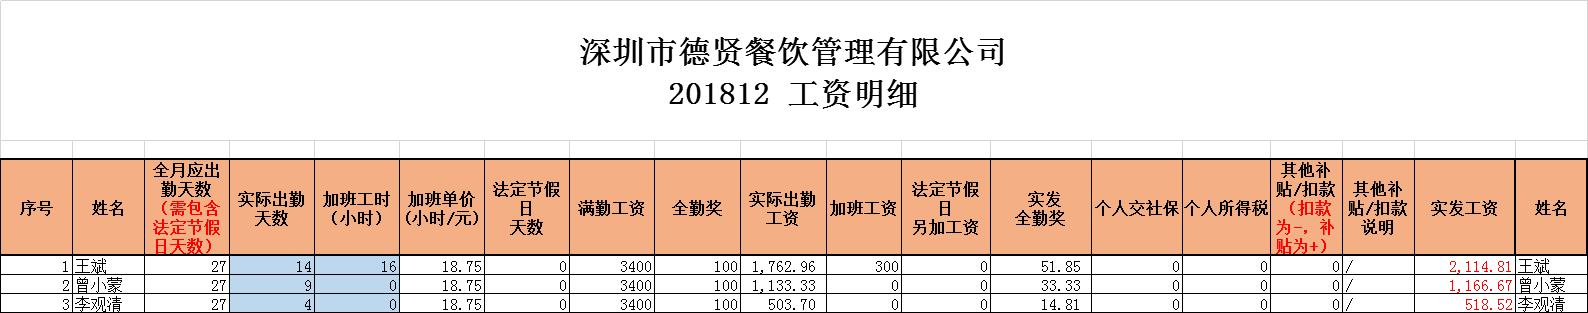 深圳市德贤餐饮管理有限公司
201812 工资明细
序号 姓名 全月应出勤天数（需包含法定节假日天数） 实际出勤天数 加班工时（小时） 加班单价(小时/元) 法定节假日天数 满勤工资 全勤奖 实际出勤工资 加班工资 法定节假日另加工资 实发全勤奖 个人交社保 个人所得税 其他补贴/扣款（扣款为-，补贴为+） 其他补贴/扣款说明 实发工资 姓名
1 王斌 27 14 16 18.75 0 3400 100 1,762.96 300 0 51.85 0 0 0 / 2,114.81 王斌
2 曾小蒙 27 9 0 18.75 0 3400 100 1,133.33 0 0 33.33 0 0 0 / 1,166.67 曾小蒙
3 李观清 27 4 0 18.75 0 3400 100 503.70 0 0 14.81 0 0 0 / 518.52 李观清